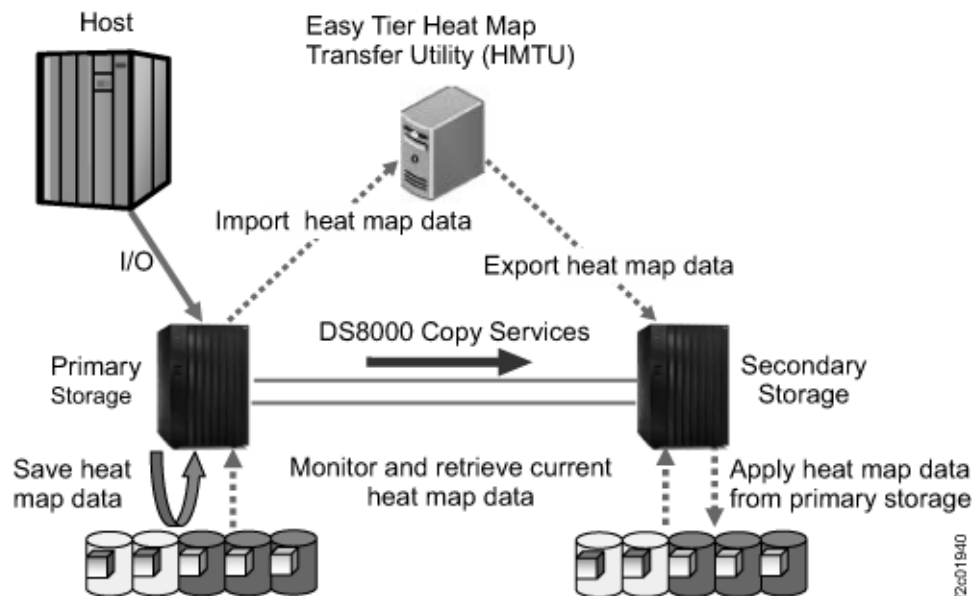 Host
Easy Tier Heat Map
Transfer Utility (HMTU)
Import heat map data
I/O
Export heat map data
DS8000 Copy Services
Primary
Storage
Secondary
Storage
Save heat
map data
Monitor and retrieve current
heat map data
Apply heat map data
from primary storage
f2c01940